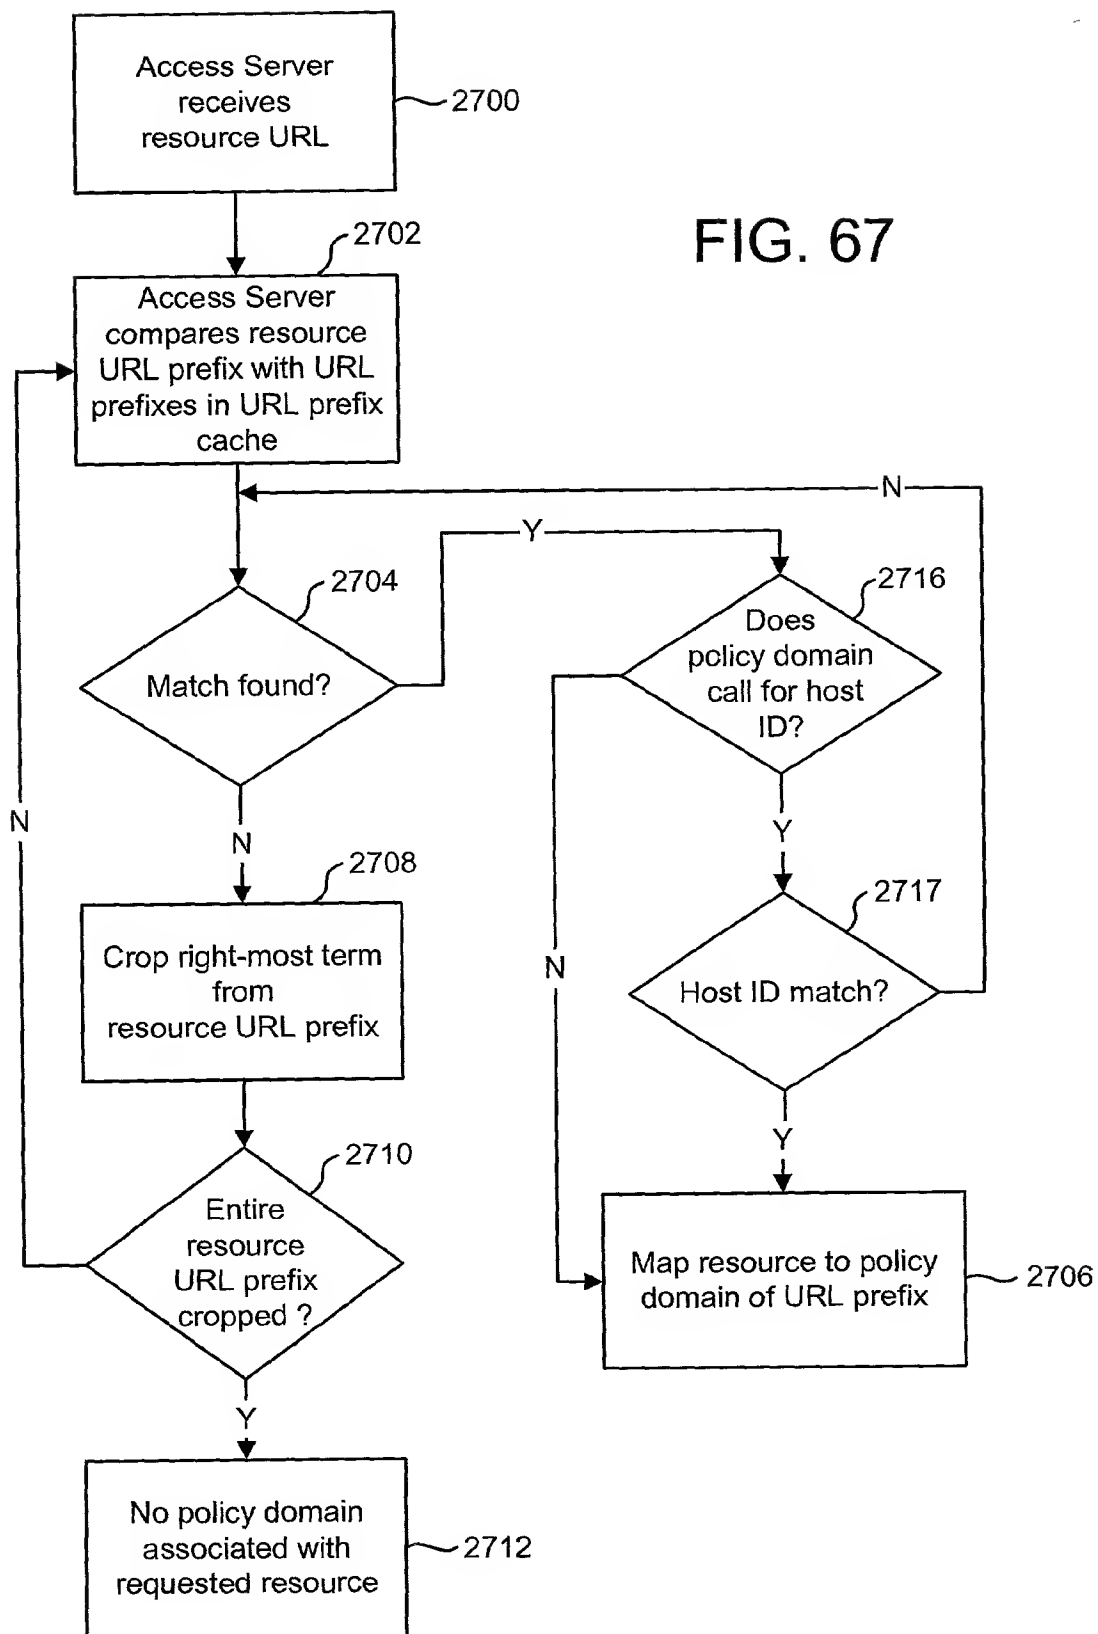 Access Server
receives
resource URL
2700
FIG. 67
2702
Access Server
compares resource
URL prefix with URL
prefixes in URL prefix
cache
N
Y
2704
Match found?
2716
Does
policy domain
call for host
ID?
N
N
Y
2708
Crop right-most term
from
resource URL prefix
2717
Host ID match?
N
Y
2710
Entire
resource
URL prefix
cropped ?
Map resource to policy
domain of URL prefix
2706
Y
No policy domain
associated with
requested resource
2712